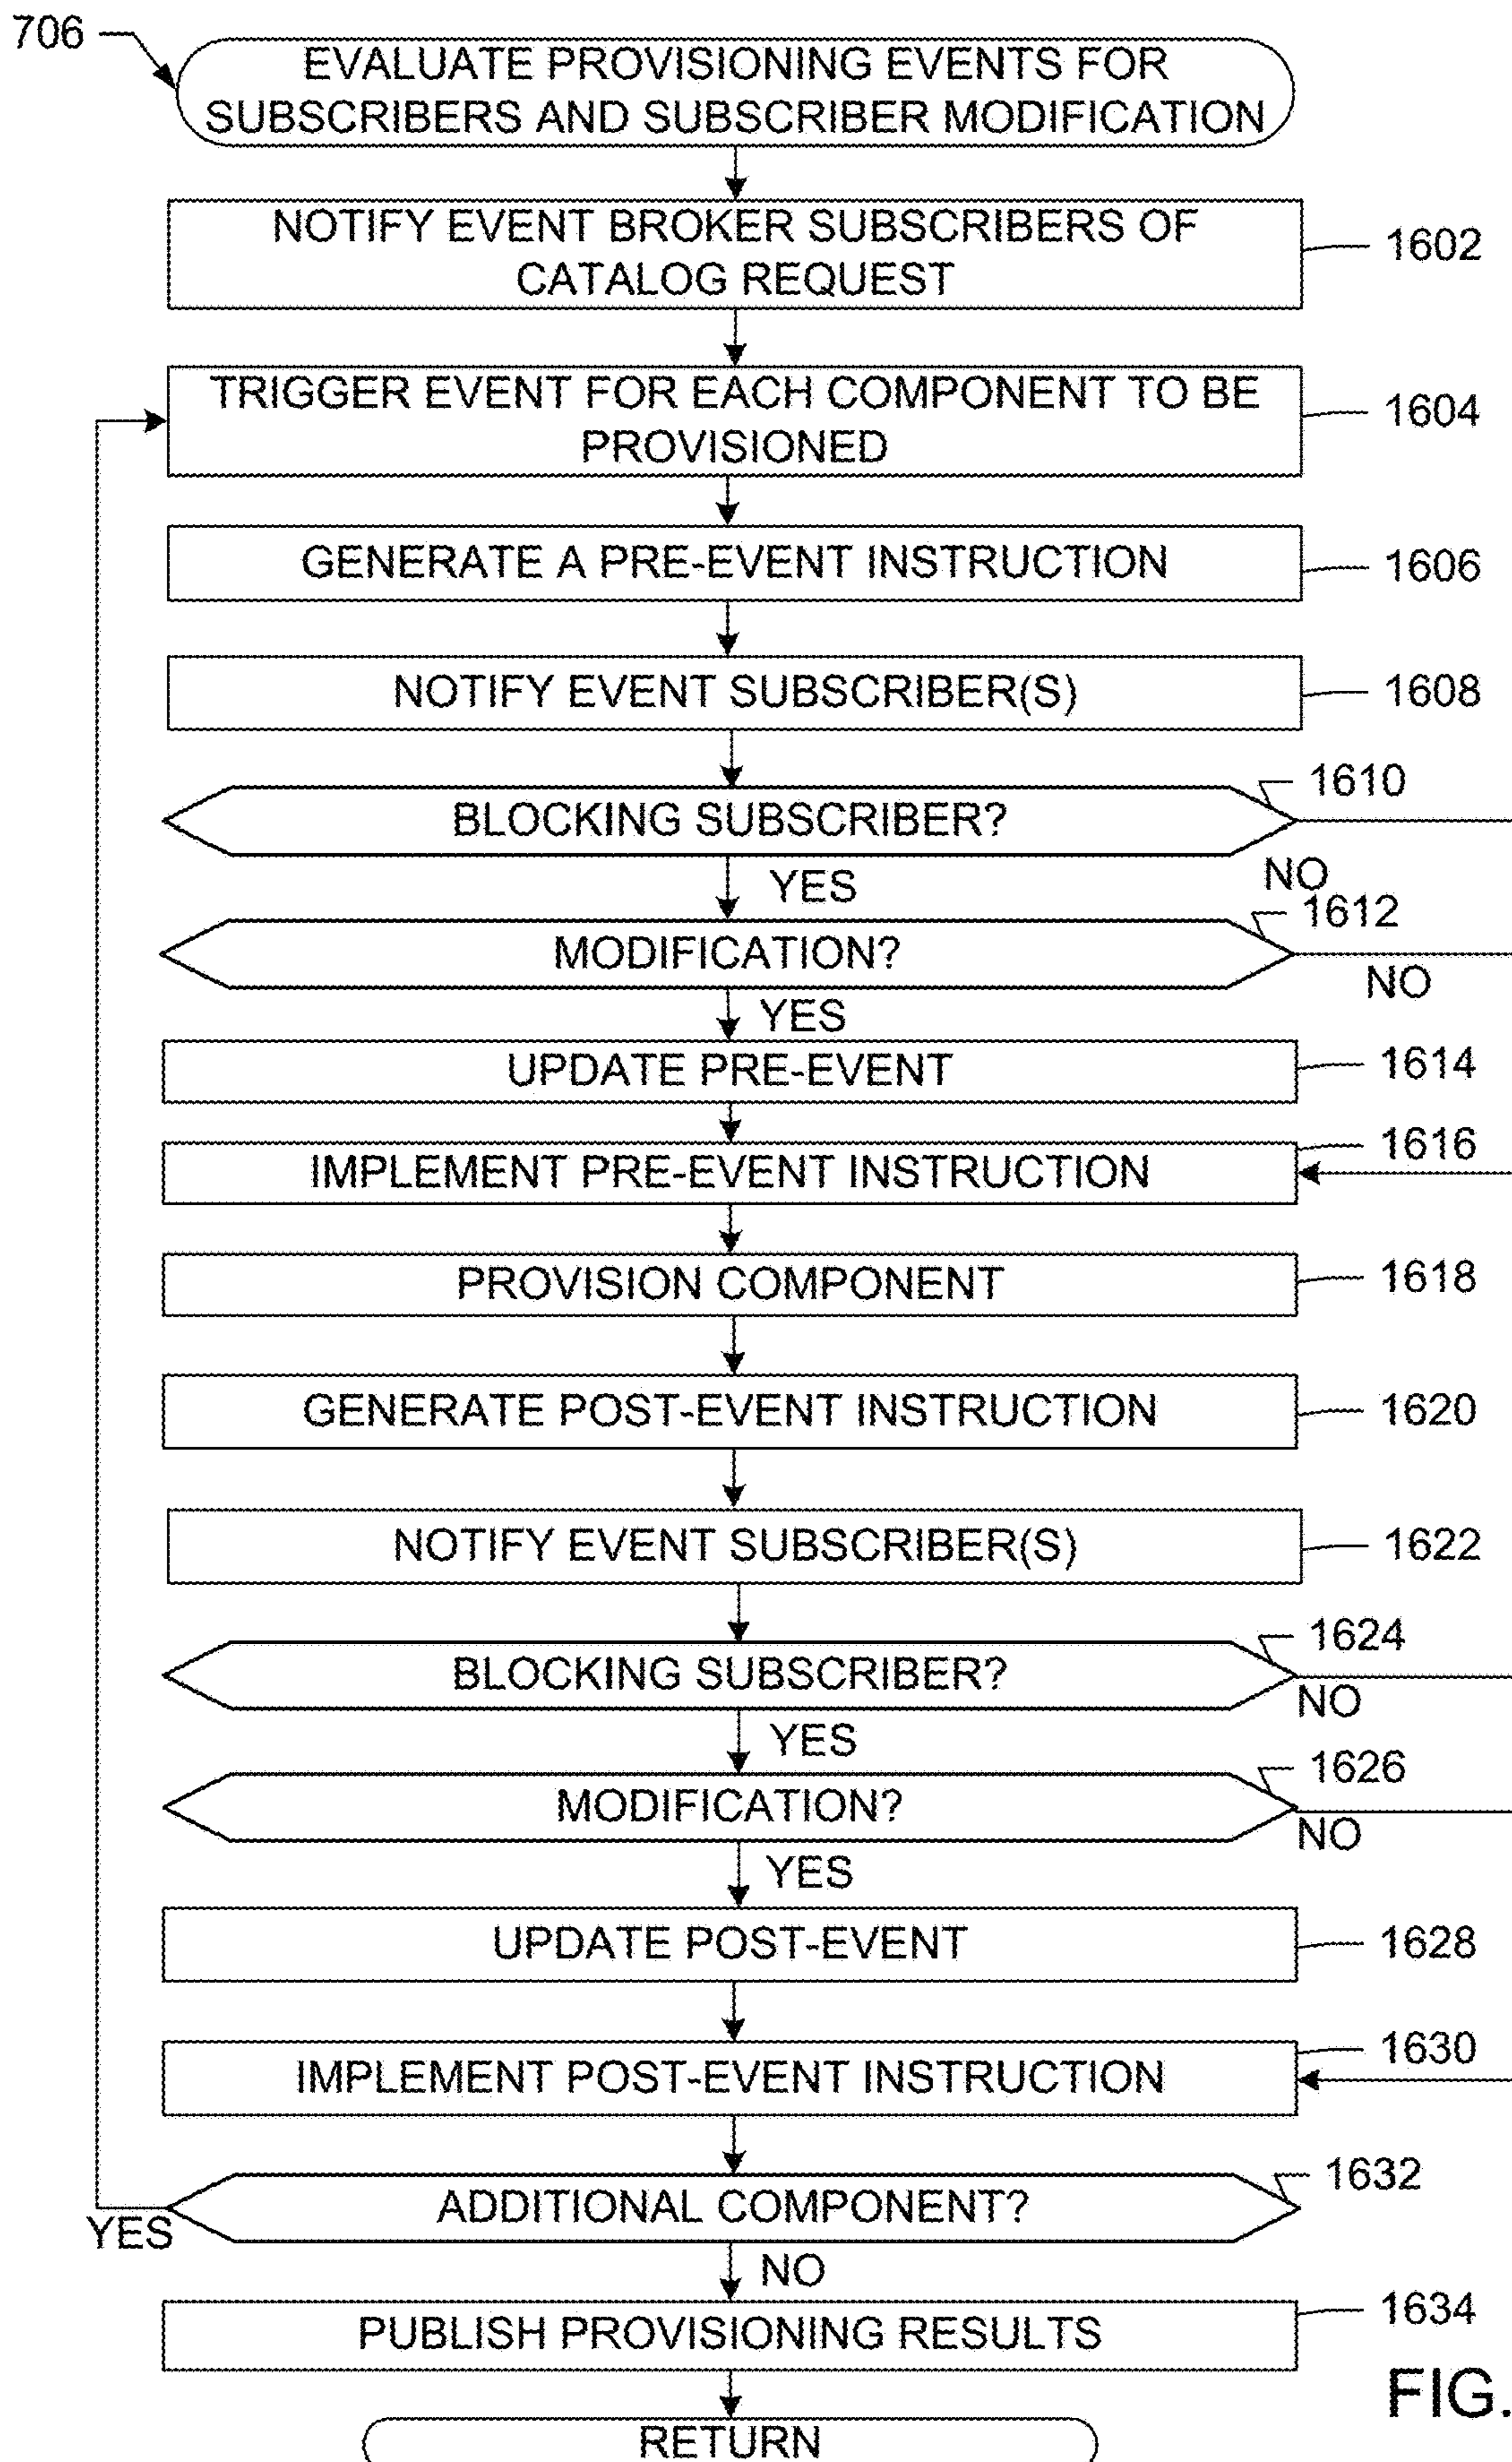 706
EVALUATE PROVISIONING EVENTS FOR
SUBSCRIBERS AND SUBSCRIBER MODIFICATION
NOTIFY EVENT BROKER SUBSCRIBERS OF
CATALOG REQUEST
1602
TRIGGER EVENT FOR EACH COMPONENT TO BE
PROVISIONED
1604
GENERATE A PRE-EVENT INSTRUCTION
1606
NOTIFY EVENT SUBSCRIBER(S)
1608
BLOCKING SUBSCRIBER?
1610
YES
NO
MODIFICATION?
1612
YES
NO
UPDATE PRE-EVENT
1614
IMPLEMENT PRE-EVENT INSTRUCTION
1616
PROVISION COMPONENT
1618
GENERATE POST-EVENT INSTRUCTION
1620
NOTIFY EVENT SUBSCRIBER(S)
1622
BLOCKING SUBSCRIBER?
1624
NO
YES
MODIFICATION?
1626
NO
YES
UPDATE POST-EVENT
1628
IMPLEMENT POST-EVENT INSTRUCTION
1630
ADDITIONAL COMPONENT?
1632
YES
NO
PUBLISH PROVISIONING RESULTS
1634
FIG.
RETURN